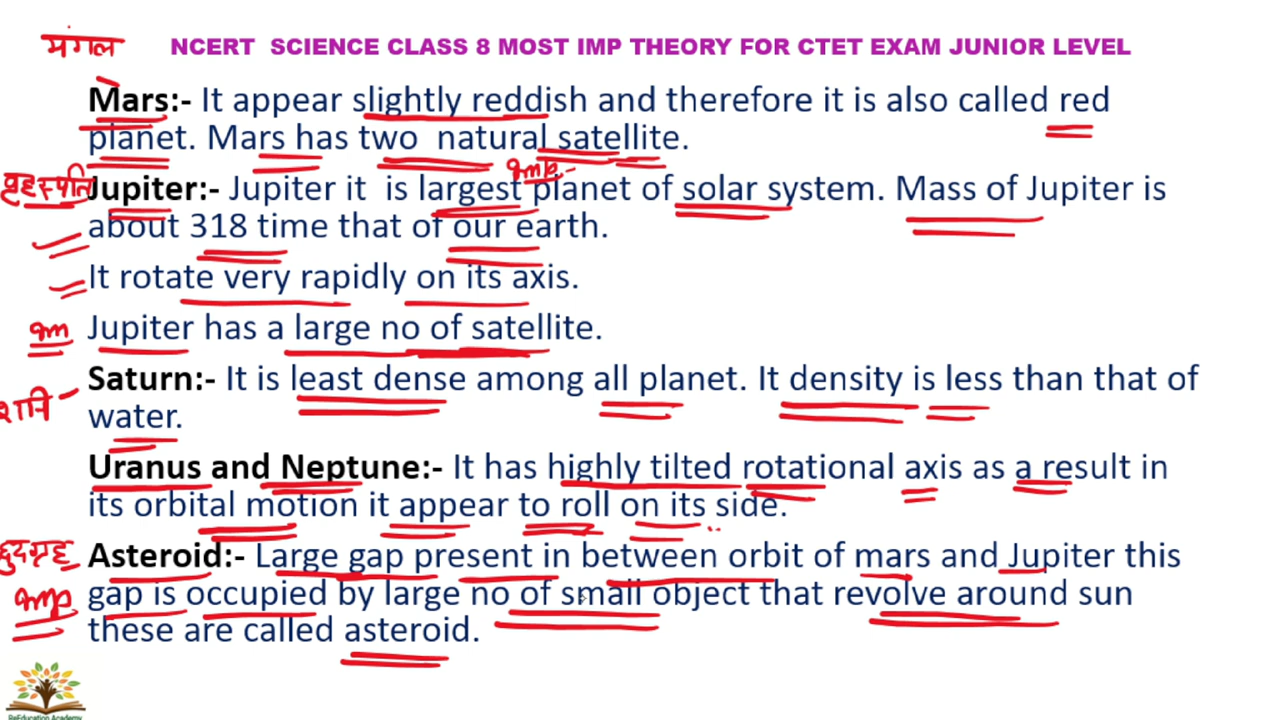 मंगल
NCERT SCIENCE CLASS 8 MOST IMP THEORY FOR CTET EXAM JUNIOR LEVEL
Mars:- It appear slightly reddish and therefore it is also called red
planet. Mars has two natural satellite.
Imp.-
वृहस्पति Jupiter:- Jupiter it is largest planet of solar system. Mass of Jupiter is
about 318 time that of our earth.
It rotate very rapidly on its axis.
Im Jupiter has a large no of satellite.
Saturn:- It is least dense among all planet. It density is less than that of
शनि water.
Uranus and Neptune:- It has highly tilted rotational axis as a result in
its orbital motion it appear to roll on its side.
छुदग्रह Asteroid:- Large gap present in between orbit of mars and Jupiter this
Imp gap is occupied by large no of small object that revolve around sun
these are called asteroid.
BeEducation Academy